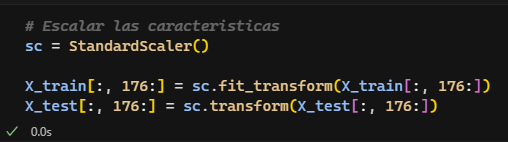 # Escalar las caracteristicas
sc = StandardScaler()
X_train[:, 176:] = sc.fit_transform(X_train[:, 176:])
X_test[:, 176:] = sc.transform(X_test[:, 176:])
✓ 0.0s